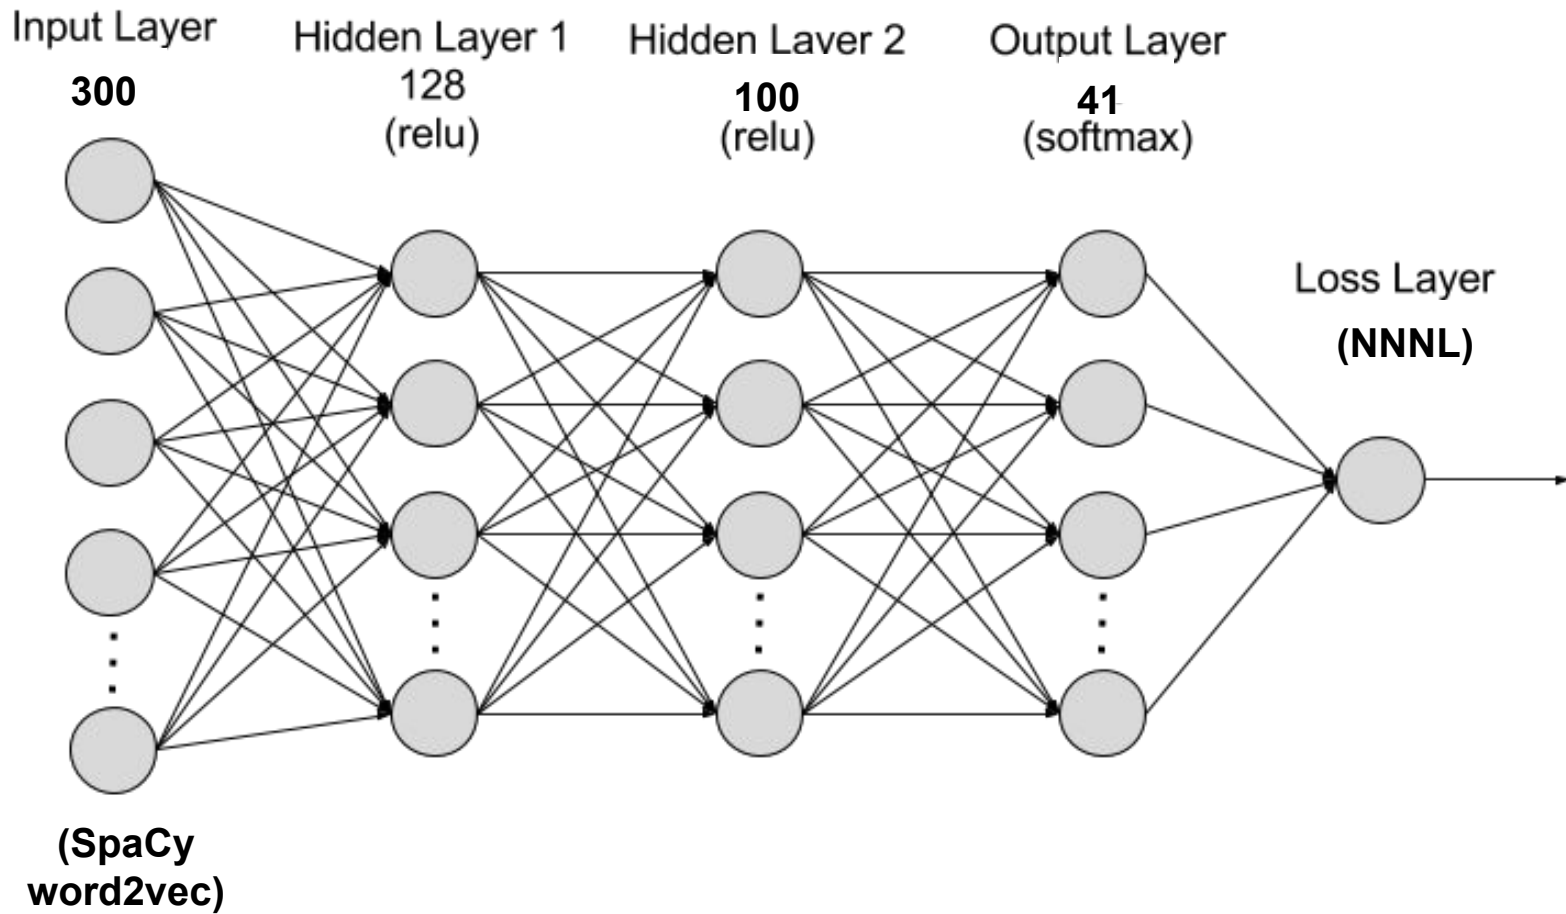 Input Layer
300
Hidden Layer 1
128
(relu)
Hidden Laver 2
100
(relu)
Output Layer
41
(softmax)
Loss Layer
(NNNL)
(SpaCy
word2vec)